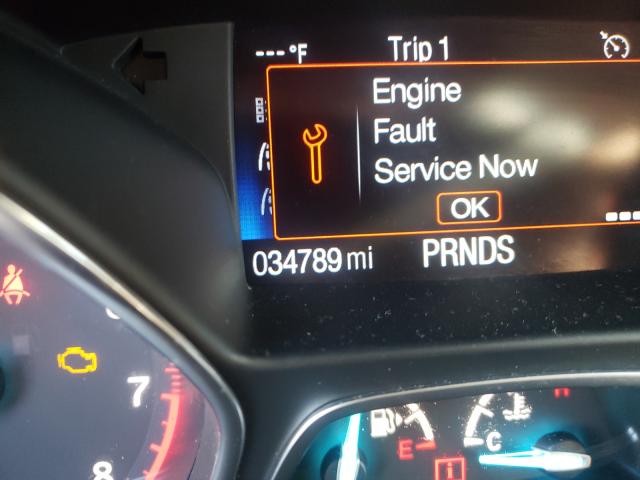 --- °F Trip 1
Engine
Fault
Service Now
OK
034789 mi PRNDS
7
8
E
C
H